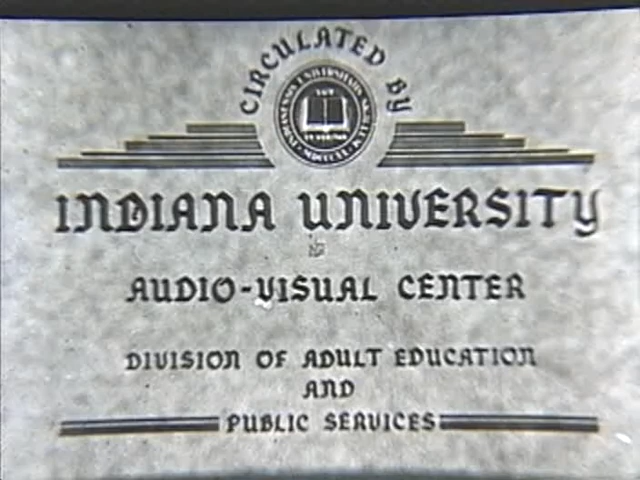 CIRCULATED BY
INDIANA UNIVERSITY
AUDIO-VISUAL CENTER
DIVISION OF ADULT EDUCATION
AND
PUBLIC SERVICES